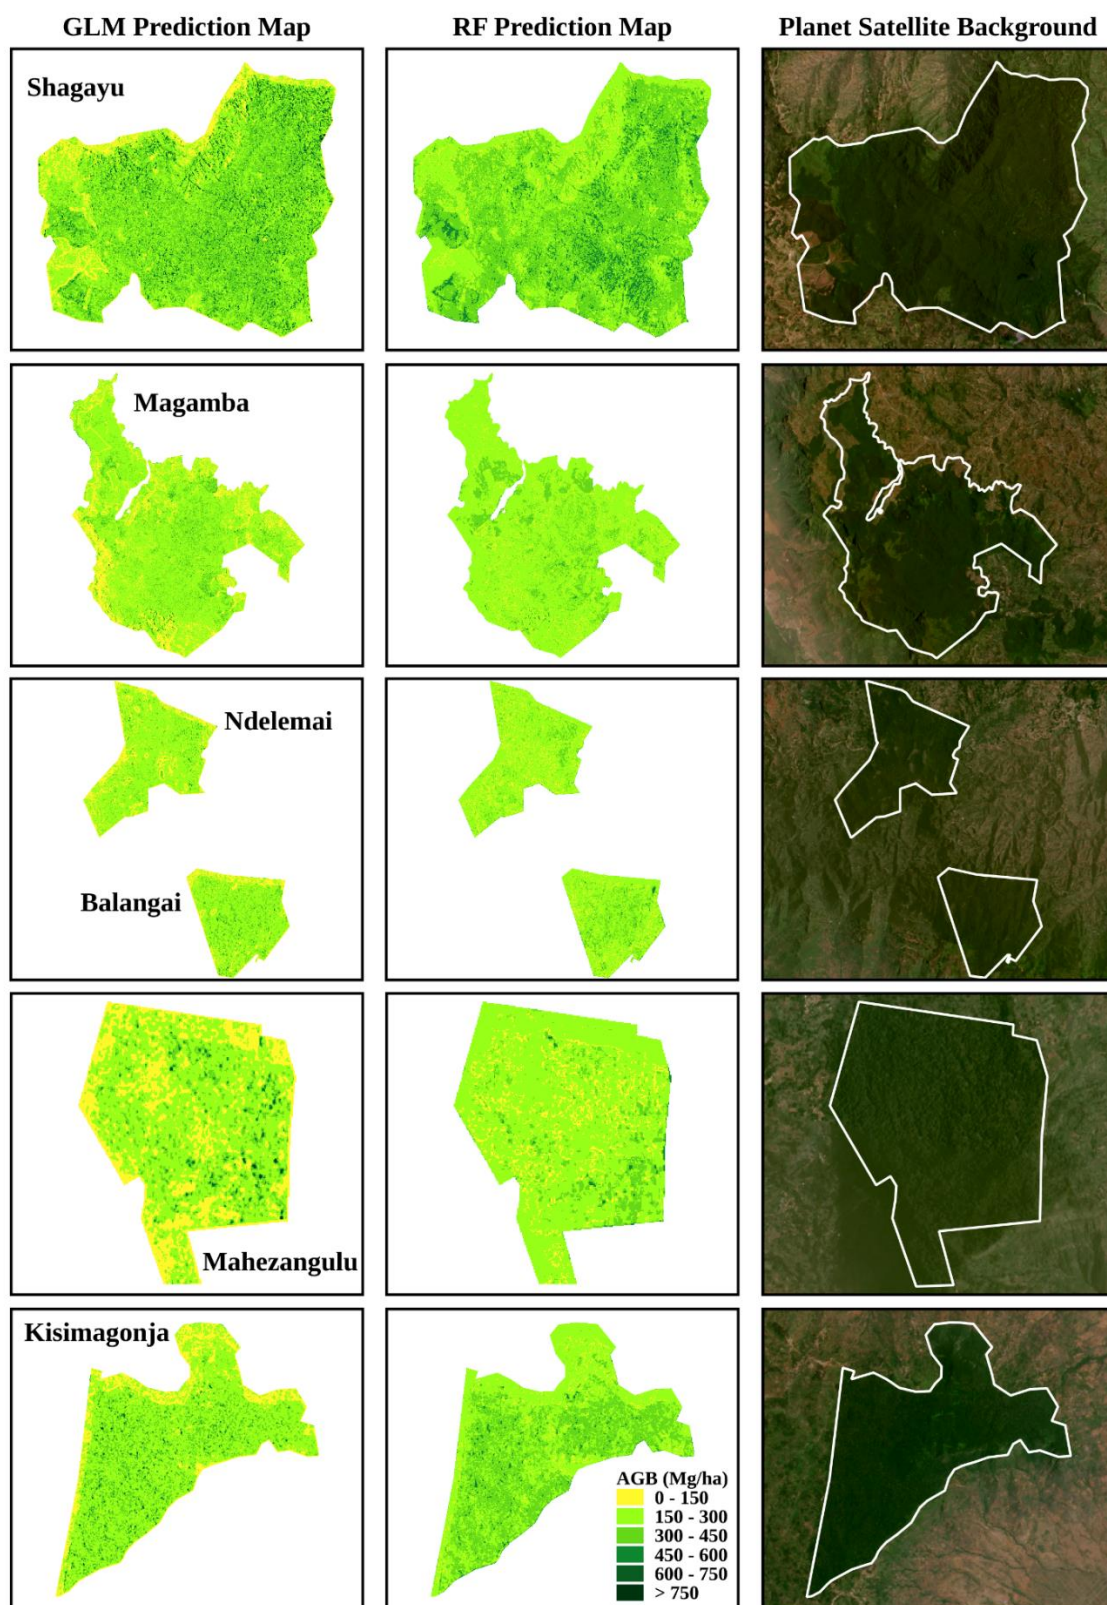 GLM Prediction Map
RF Prediction Map
Planet Satellite Background
Shagayu
Magamba
Ndelemai
Balangai
Mahezangulu
Kisimagonja
AGB (Mg/ha)
0 - 150
150 - 300
300 - 450
450 - 600
600 - 750
> 750